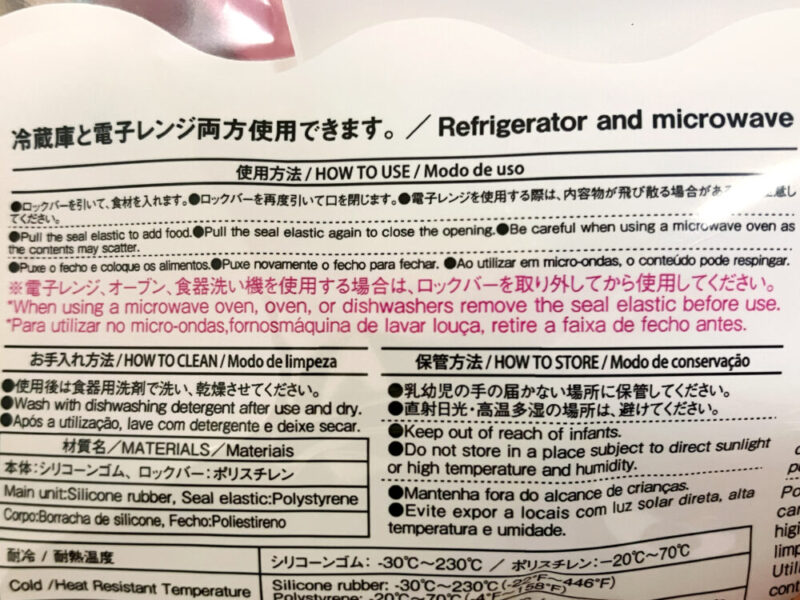 冷蔵庫と電子レンジ両方使用できます。／Refrigerator and microwave
使用方法/HOW TO USE/Modo de uso
●ロックバーを引いて、食材を入れます。●ロックバーを再度引いて口を閉じます。●電子レンジを使用する際は、内容物が飛び散る場合があ
てください。
●Pull the seal elastic to add food.●Pull the seal elastic again to close the opening.●Be careful when using a microwave oven as
the contents may scatter.
●Puxe o fecho e coloque os alimentos.●Puxe novamente o fecho para fechar. ●Ao utilizar em micro-ondas, o conteúdo pode respingar.
※電子レンジ、オーブン、食器洗い機を使用する場合は、ロックバーを取り外してから使用してください。
*When using a microwave oven, oven, or dishwashers remove the seal elastic before use.
*Para utilizar no micro-ondas,fornosmáquina de lavar louça, retire a faixa de fecho antes.
お手入れ方法/HOW TO CLEAN/Modo de limpeza
●使用後は食器用洗剤で洗い、乾燥させてください。
●Wash with dishwashing detergent after use and dry.
●Após a utilização, lave com detergente e deixe secar.
材質名／MATERIALS／Materiais
本体:シリコーンゴム、ロックバー:ポリスチレン
Main unit:Silicone rubber, Seal elastic:Polystyrene
Corpo:Borracha de silicone, Fecho:Poliestireno
保管方法/HOW TO STORE/Modo de conservação
●乳幼児の手の届かない場所に保管してください。
●直射日光・高温多湿の場所は、避けてください。
●Keep out of reach of infants.
●Do not store in a place subject to direct sunlight
or high temperature and humidity.
●Mantenha fora do alcance de crianças.
●Evite expor a locais com luz solar direta, alta
temperatura e umidade.
耐冷 / 耐熱温度
シリコーンゴム: -30℃～230℃ / ポリスチレン:－20℃～70℃
Cold /Heat Resistant Temperature
Silicone rubber: -30℃～230℃(-22°F～446°F)
Polystyrene: -20℃～70℃(-4°F～158°F)